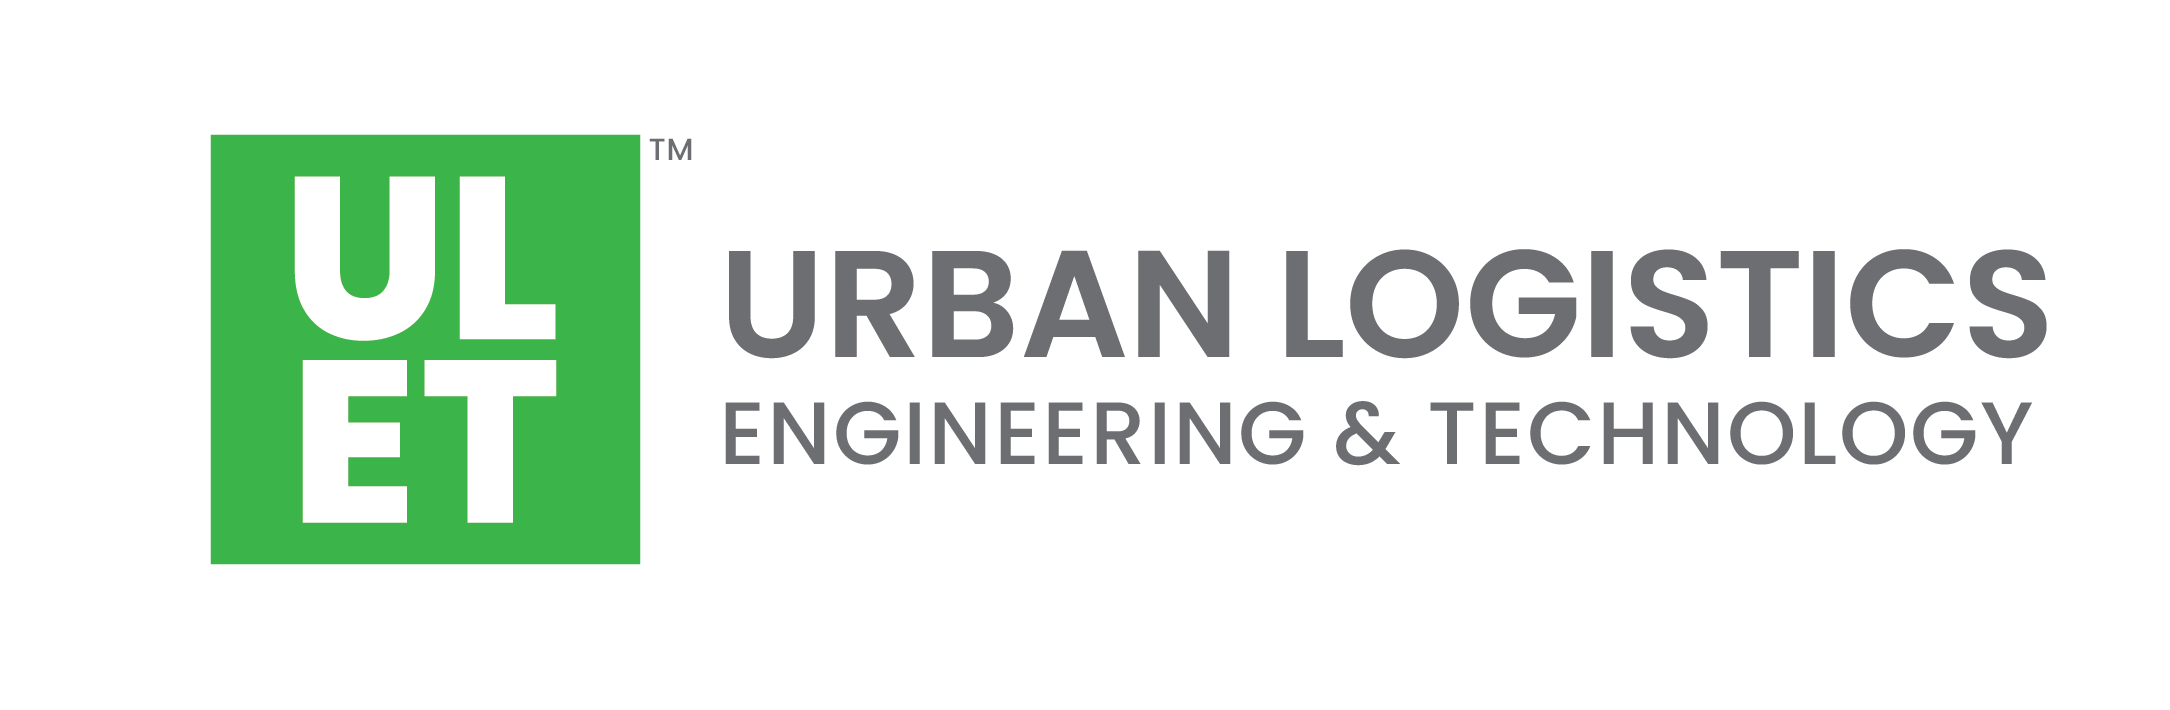 UL
ET
™
URBAN LOGISTICS
ENGINEERING & TECHNOLOGY